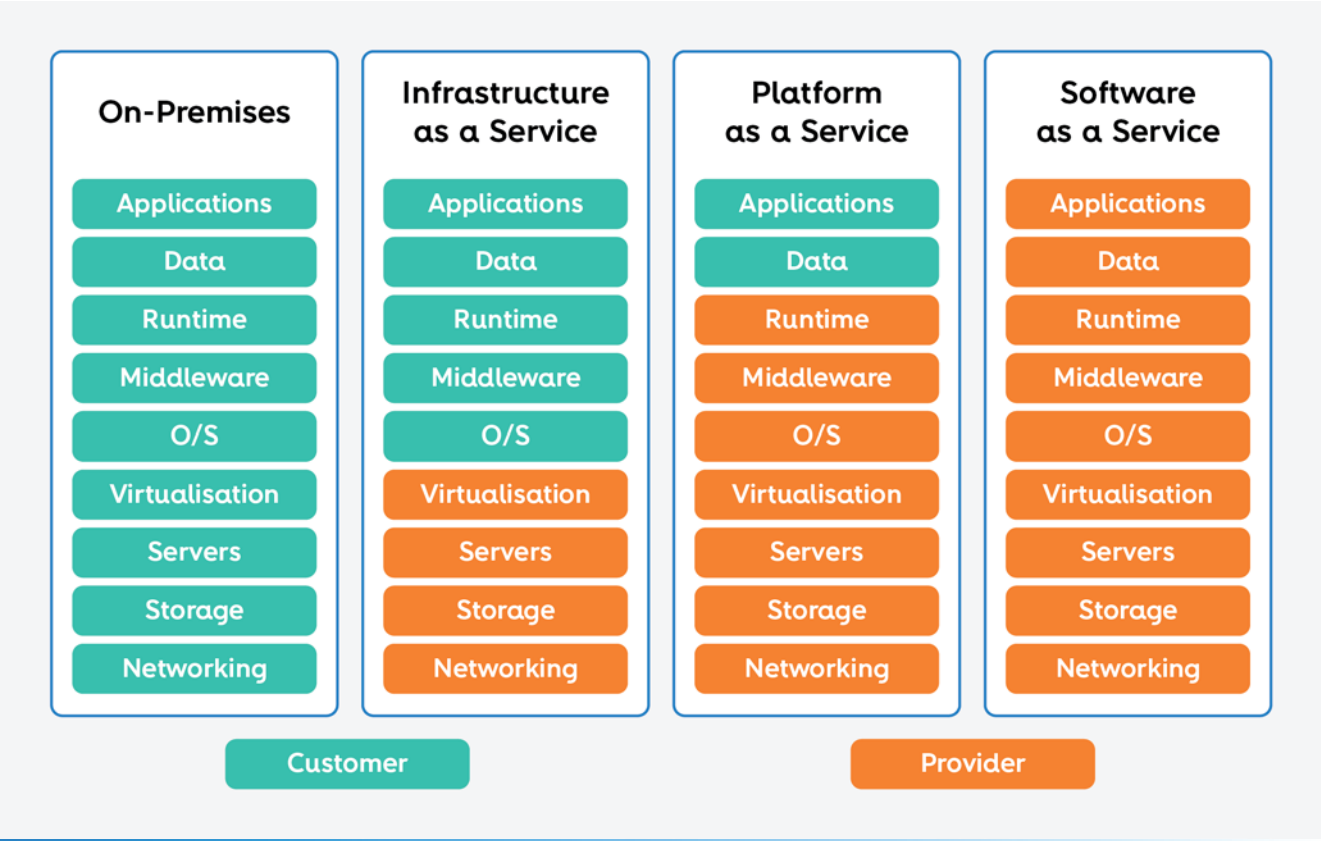 On-Premises
Applications
Data
Runtime
Middleware
O/S
Virtualisation
Servers
Storage
Networking
Infrastructure
as a Service
Applications
Data
Runtime
Middleware
O/S
Virtualisation
Servers
Storage
Networking
Platform
as a Service
Applications
Data
Runtime
Middleware
O/S
Virtualisation
Servers
Storage
Networking
Software
as a Service
Applications
Data
Runtime
Middleware
O/S
Virtualisation
Servers
Storage
Networking
Customer
Provider